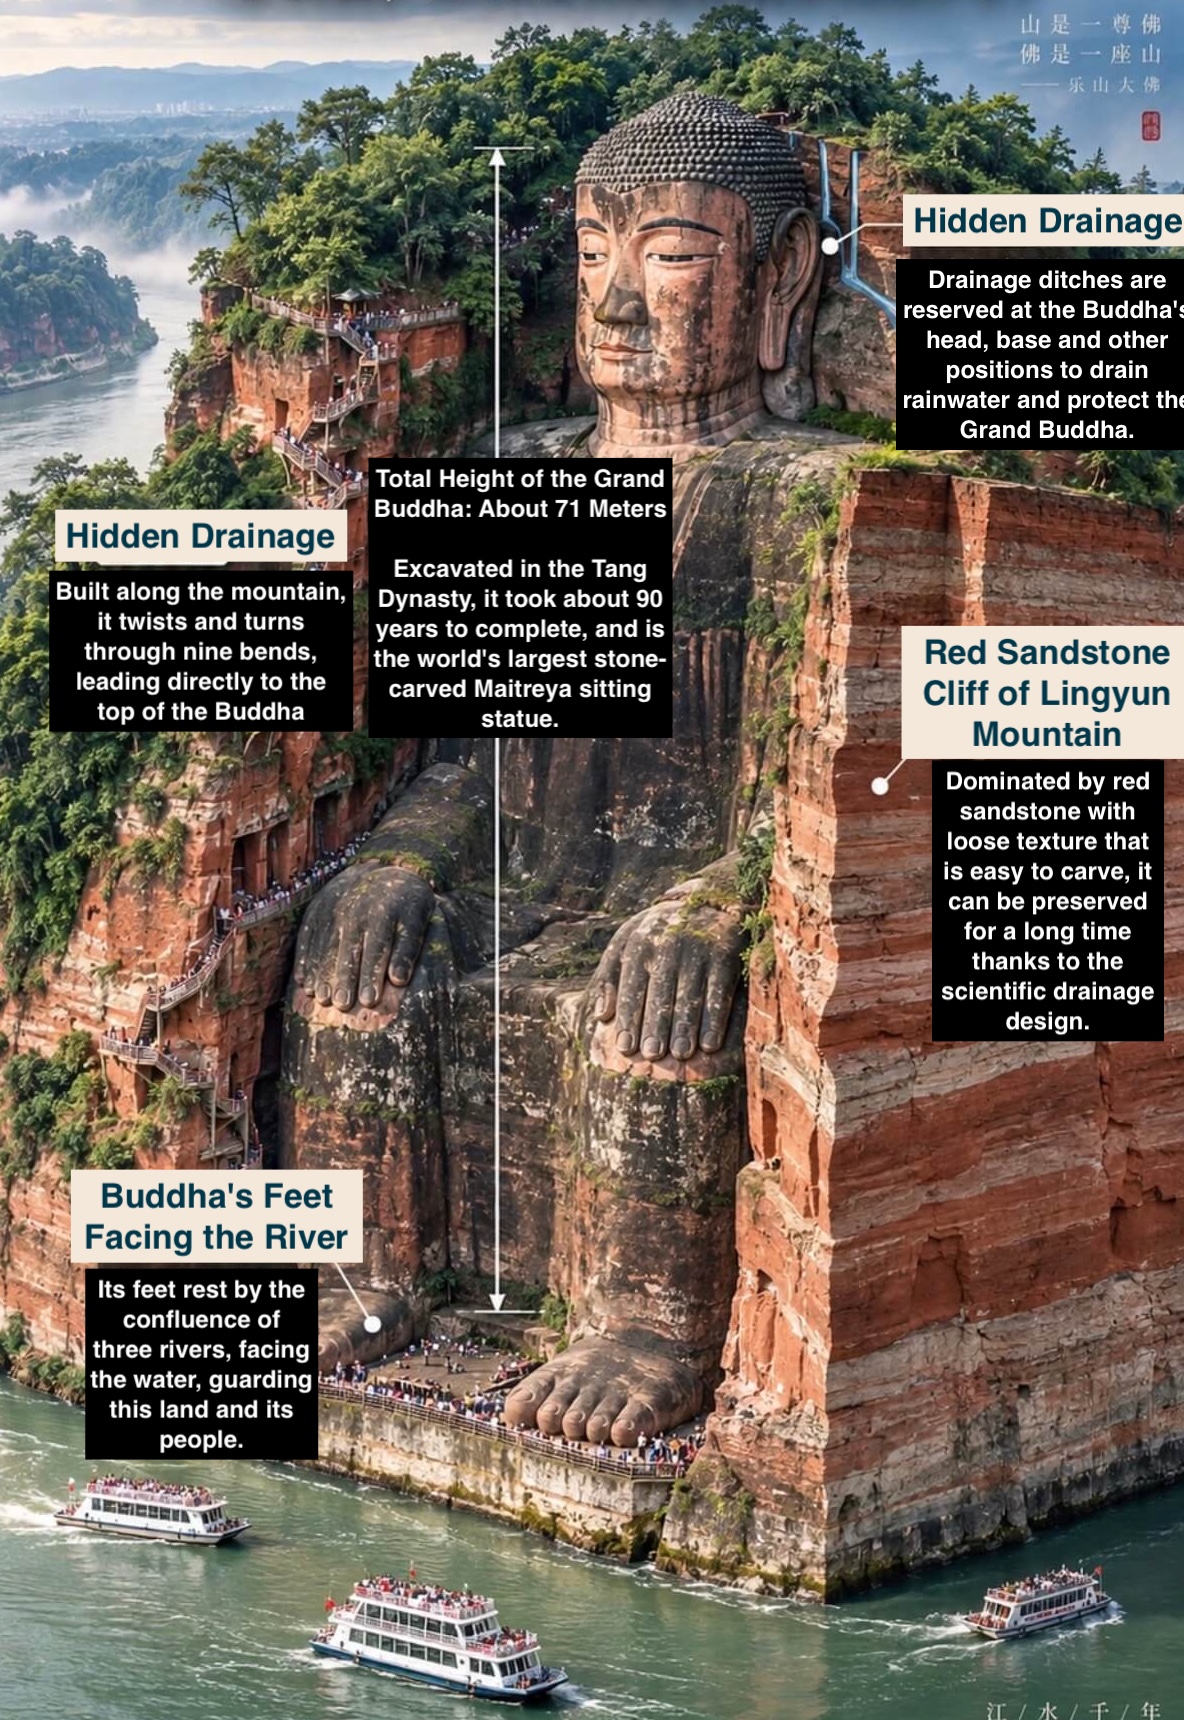 山是一尊佛
佛是一座山
——乐山大佛
Hidden Drainage
Drainage ditches are
reserved at the Buddha's
head, base and other
positions to drain
rainwater and protect the
Grand Buddha.
Total Height of the Grand
Buddha: About 71 Meters
Excavated in the Tang
Dynasty, it took about 90
years to complete, and is
the world's largest stone-
carved Maitreya sitting
statue.
Hidden Drainage
Built along the mountain,
it twists and turns
through nine bends,
leading directly to the
top of the Buddha
Red Sandstone
Cliff of Lingyun
Mountain
Dominated by red
sandstone with
loose texture that
is easy to carve, it
can be preserved
for a long time
thanks to the
scientific drainage
design.
Buddha's Feet
Facing the River
Its feet rest by the
confluence of
three rivers, facing
the water, guarding
this land and its
people.
江/水/千/年